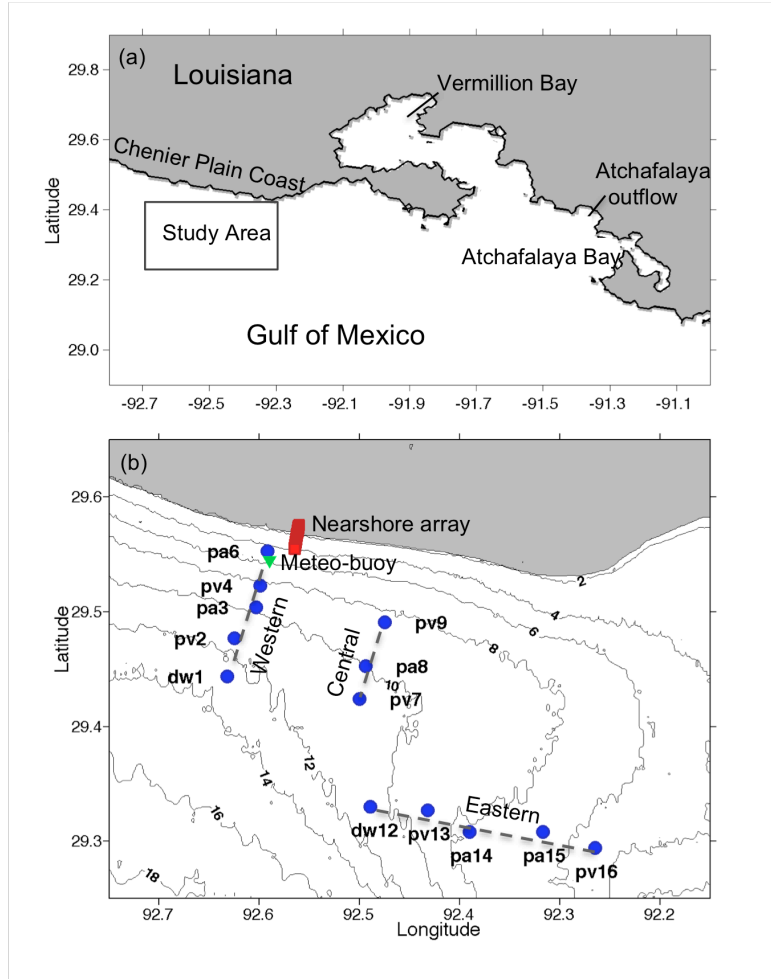 (a)
Louisiana
Vermillion Bay
Chenier Plain Coast
Atchafalaya
outflow
Study Area
Atchafalaya Bay
Gulf of Mexico
Latitude
29.8
29.6
29.4
29.2
29.0
-92.7 -92.5 -92.3 -92.1 -91.9 -91.7 -91.5 -91.3 -91.1
(b)
Nearshore array
pa6
Meteo-buoy
2
pv4
pa3
4
pv9
6
pv2
Western
Central
8
pa8
dw1
10
pv7
12
14
16
Eastern
dw12
pv13
pa14
pa15
pv16
18
Latitude
29.6
29.5
29.4
29.3
92.7 92.6 92.5 92.4 92.3 92.2
Longitude